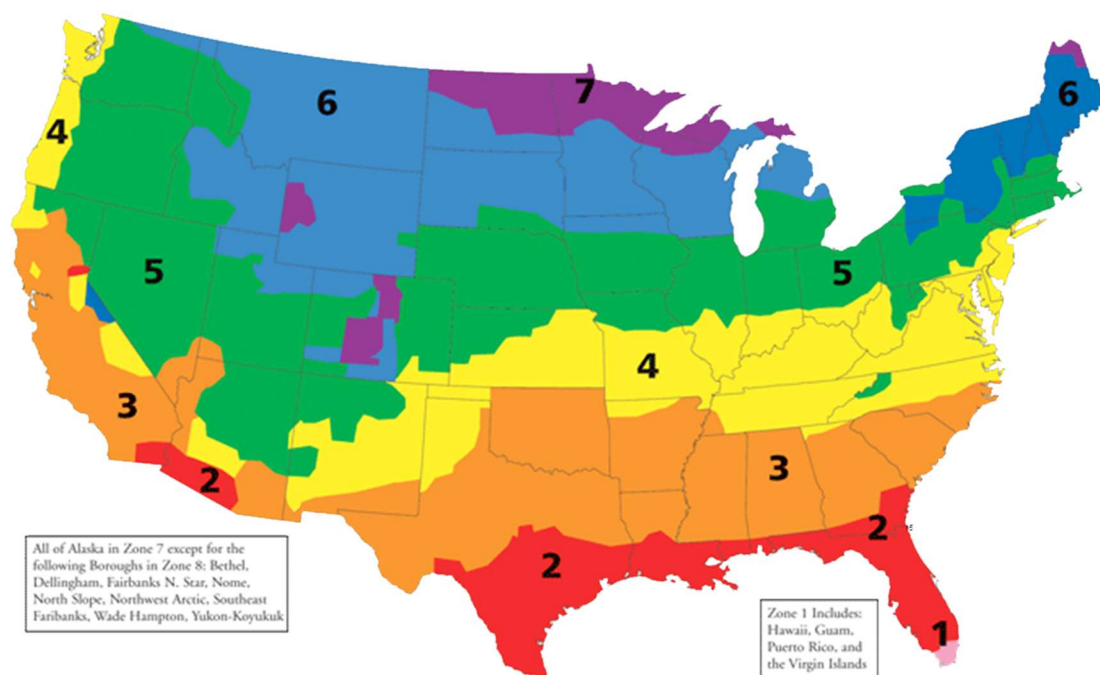 7
6
6
4
5
5
4
3
3
2
2
2
1
All of Alaska in Zone 7 except for the
following Boroughs in Zone 8: Bethel,
Dellingham, Fairbanks N. Star, Nome,
North Slope, Northwest Arctic, Southeast
Faribanks, Wade Hampton, Yukon-Koyukuk
Zone 1 Includes:
Hawaii, Guam,
Puerto Rico, and
the Virgin Islands